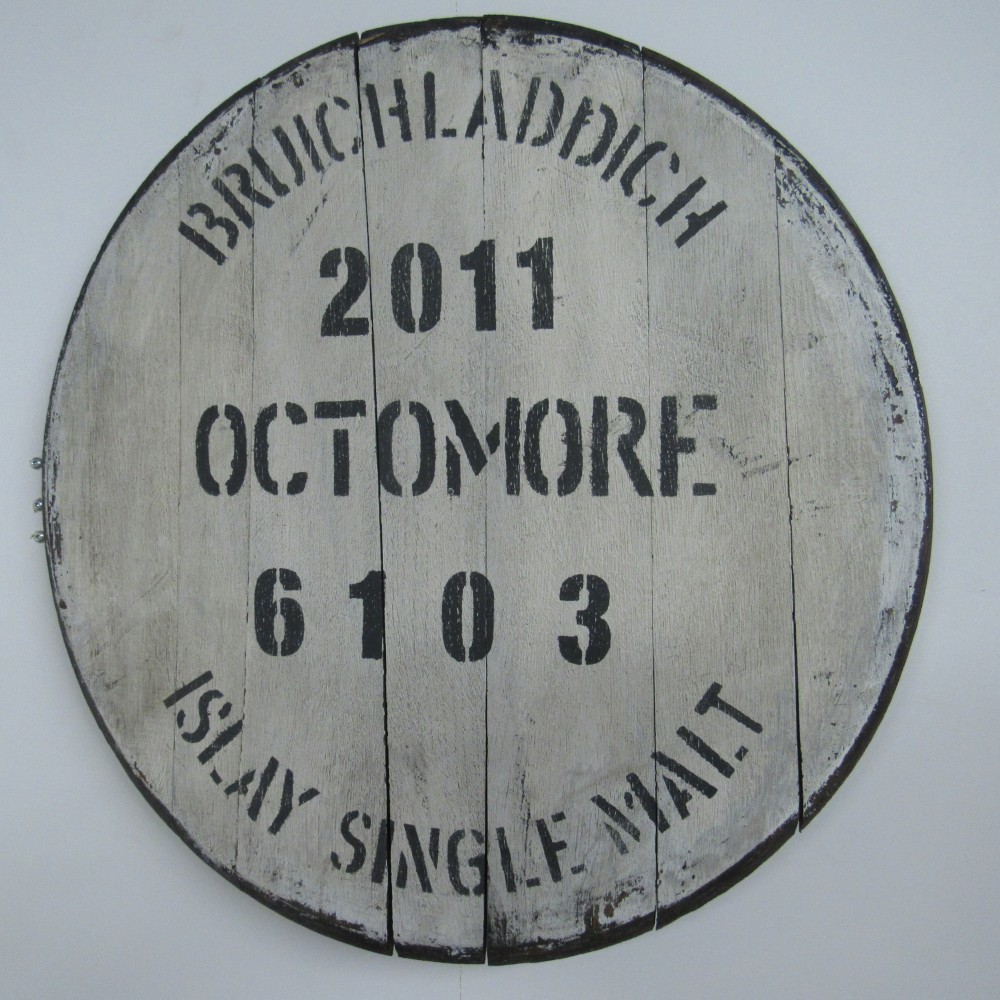 BRUICHLADDICH
2011
OCTOMORE
6 1 0 3
ISLAY SINGLE MALT